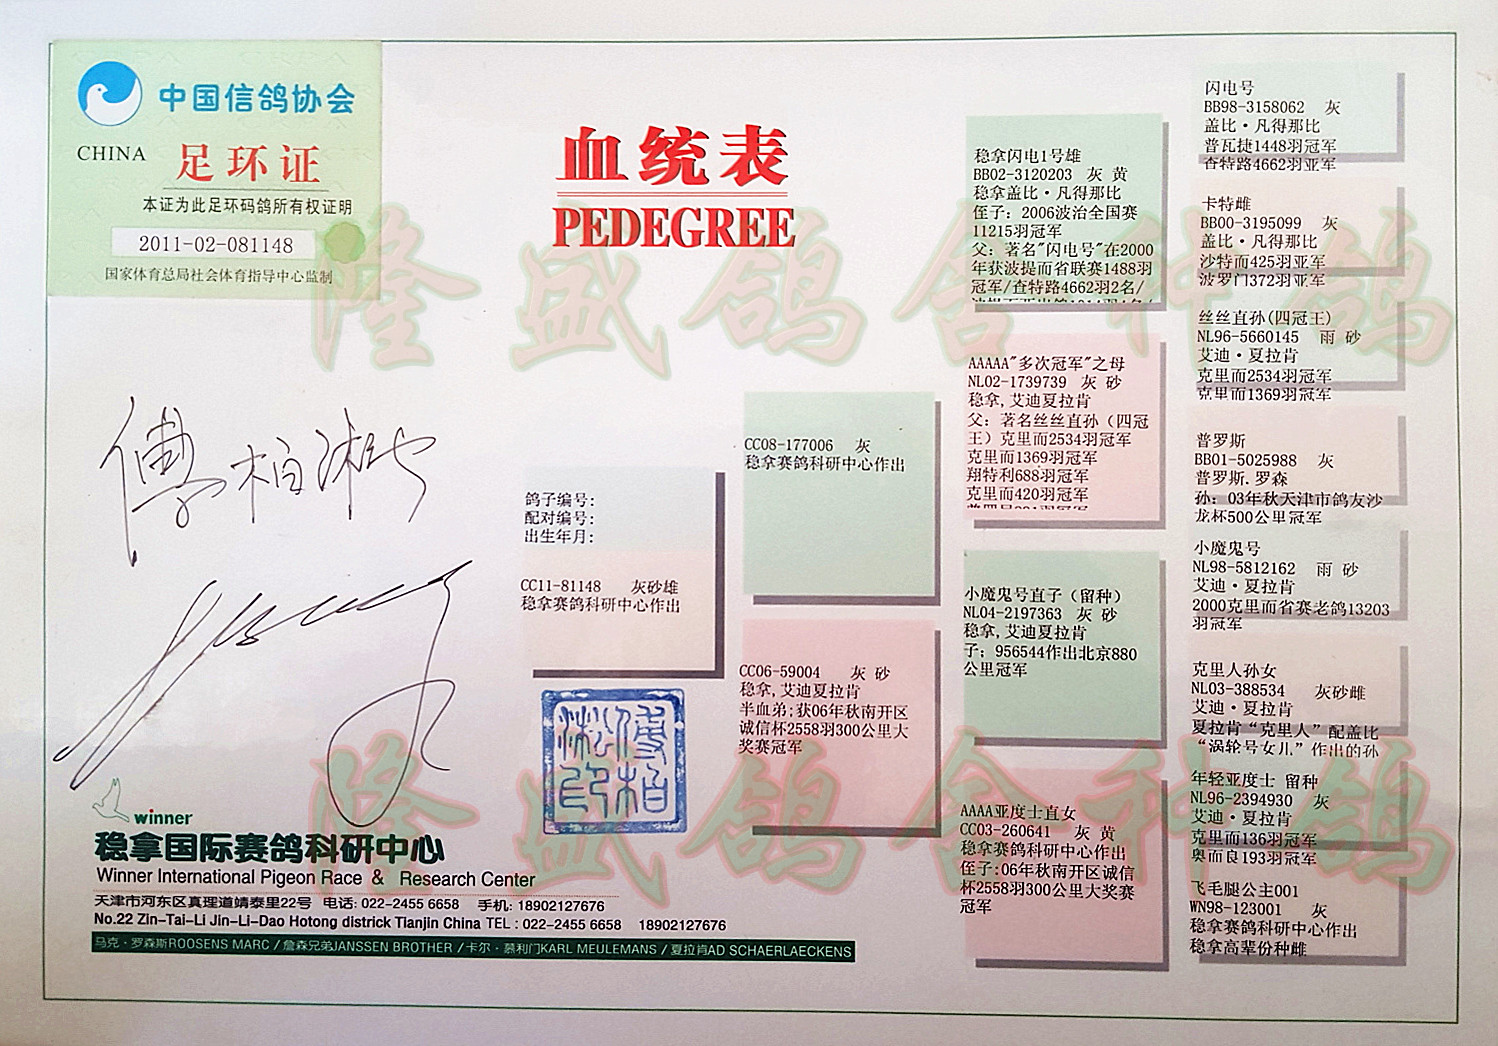 中国信鸽协会
CHINA 足环证
本证为此足环码鸽所有权证明
2011-02-081148
国家体育总局社会体育指导中心监制
血统表
PEDEGREE
隆盛鸽舍种鸽
傅柏淞
鸽子编号:
配对编号:
出生年月:
CC11-81148 灰砂雄
稳拿赛鸽科研中心作出
傅柏淞印
CC08-177006 灰
稳拿赛鸽科研中心作出
CC06-59004 灰 砂
稳拿,艾迪夏拉肯
半血弟;获06年秋南开区
诚信杯2558羽300公里大
奖赛冠军
稳拿闪电1号雄
BB02-3120203 灰 黄
稳拿盖比·凡得那比
侄子: 2006波治全国赛
11215羽冠军
父: 著名"闪电号"在2000
年获波提而省联赛1488羽
冠军/查特路4662羽2名/
AAAAA"多次冠军"之母
NL02-1739739 灰 砂
稳拿,艾迪夏拉肯
父: 著名丝丝直孙（四冠
王）克里而2534羽冠军
克里而1369羽冠军
翔特利688羽冠军
克里而420羽冠军
小魔鬼号直子（留种）
NL04-2197363 灰 砂
稳拿,艾迪夏拉肯
子; 956544作出北京880
公里冠军
AAAA亚度士直女
CC03-260641 灰 黄
稳拿赛鸽科研中心作出
侄子:06年秋南开区诚信
杯2558羽300公里大奖赛
冠军
闪电号
BB98-3158062 灰
盖比·凡得那比
普瓦捷1448羽冠军
查特路4662羽亚军
卡特雌
BB00-3195099 灰
盖比·凡得那比
沙特而425羽亚军
波罗门372羽亚军
丝丝直孙(四冠王)
NL96-5660145 雨 砂
艾迪·夏拉肯
克里而2534羽冠军
克里而1369羽冠军
普罗斯
BB01-5025988 灰
普罗斯.罗森
孙: 03年秋天津市鸽友沙
龙杯500公里冠军
小魔鬼号
NL98-5812162 雨 砂
艾迪·夏拉肯
2000克里而省赛老鸽13203
羽冠军
克里人孙女
NL03-388534 灰砂雌
艾迪·夏拉肯
夏拉肯“克里人”配盖比
“涡轮号女儿”作出的孙
年轻亚度士 留种
NL96-2394930 灰
艾迪·夏拉肯
克里而136羽冠军
奥而良193羽冠军
飞毛腿公主001
WN98-123001 灰
稳拿赛鸽科研中心作出
稳拿高辈份种雌
隆盛鸽舍种鸽
winner
稳拿国际赛鸽科研中心
Winner International Pigeon Race & Research Center
天津市河东区真理道靖泰里22号 电话: 022-2455 6658 手机: 18902127676
No.22 Zin-Tai-Li Jin-Li-Dao Hotong districk Tianjin China TEL : 022-2455 6658 18902127676
马克·罗森斯ROOSENS MARC / 詹森兄弟JANSSEN BROTHER / 卡尔·慕利门KARL MEULEMANS / 夏拉肯AD SCHAERLAECKENS